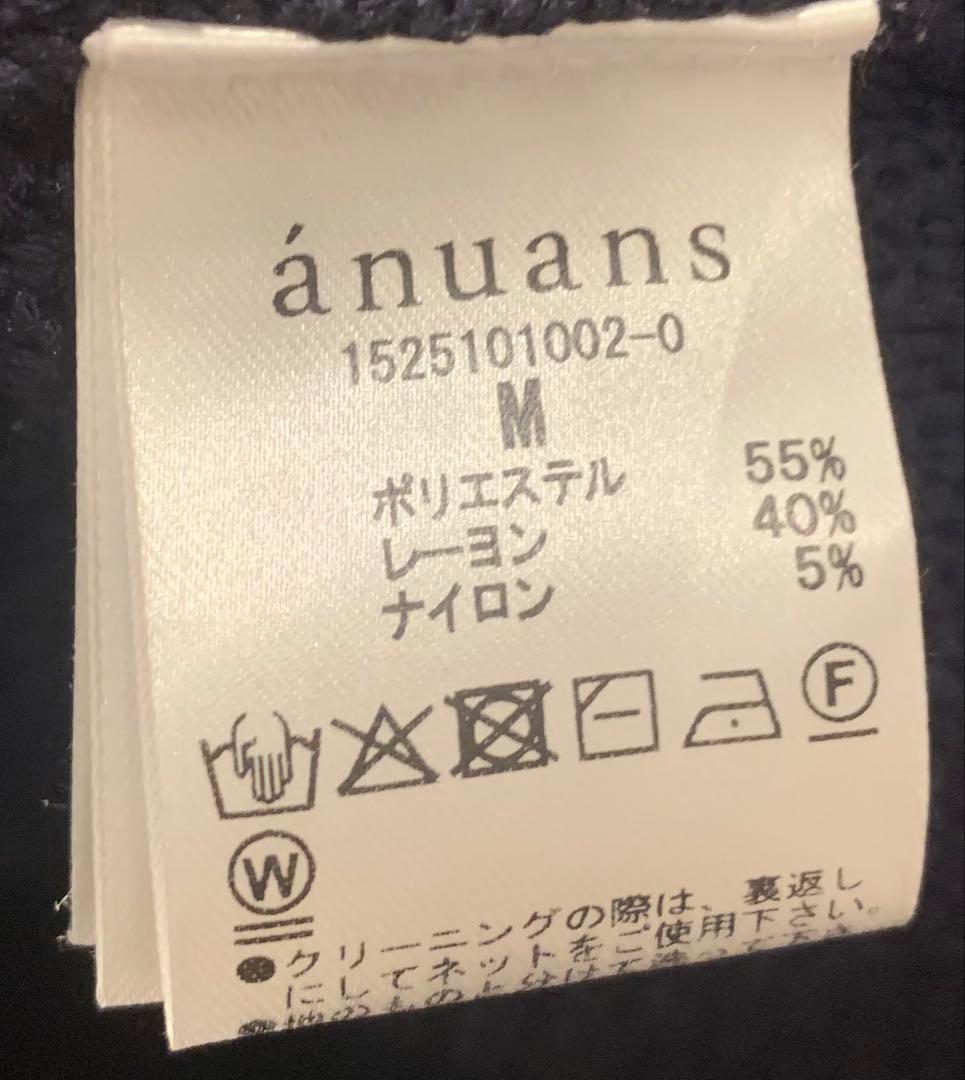 ánuans
1525101002-0
M
ポリエステル 55%
レーヨン 40%
ナイロン 5%
F
W
●クリーニングの際は、裏返し
にしてネットをご使用下さい。